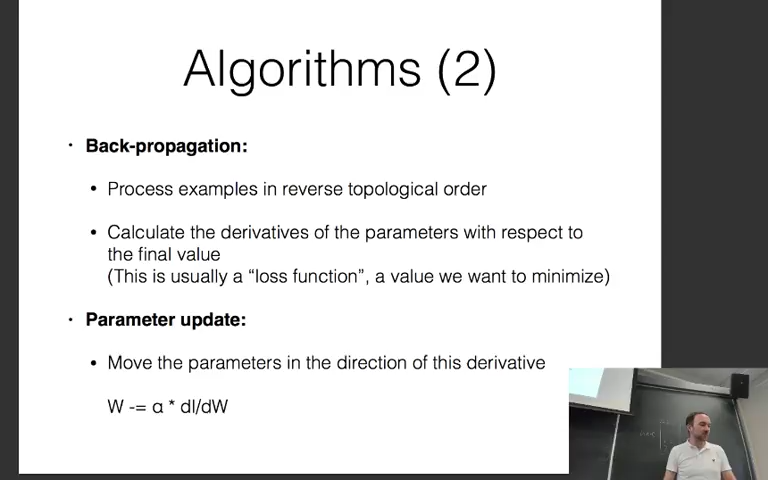 Algorithms (2)
• Back-propagation:
• Process examples in reverse topological order
• Calculate the derivatives of the parameters with respect to
the final value
(This is usually a “loss function”, a value we want to minimize)
• Parameter update:
• Move the parameters in the direction of this derivative
W -= α * dl/dW